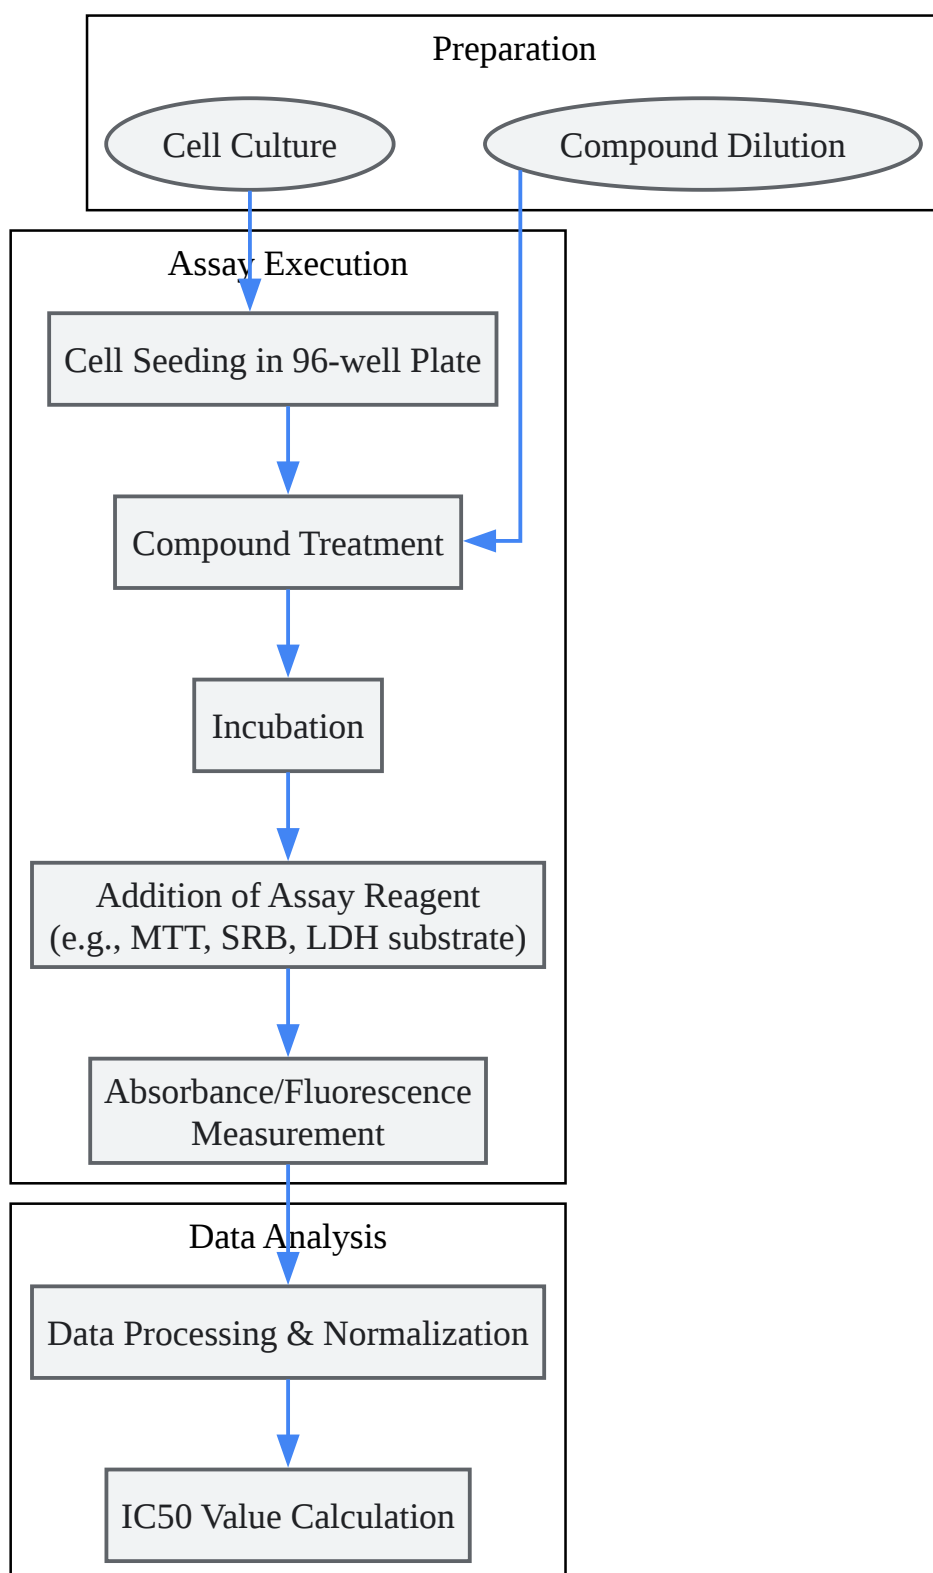 Preparation
Cell Culture
Compound Dilution
Assay Execution
Cell Seeding in 96-well Plate
Compound Treatment
Incubation
Addition of Assay Reagent
(e.g., MTT, SRB, LDH substrate)
Absorbance/Fluorescence
Measurement
Data Analysis
Data Processing & Normalization
IC50 Value Calculation